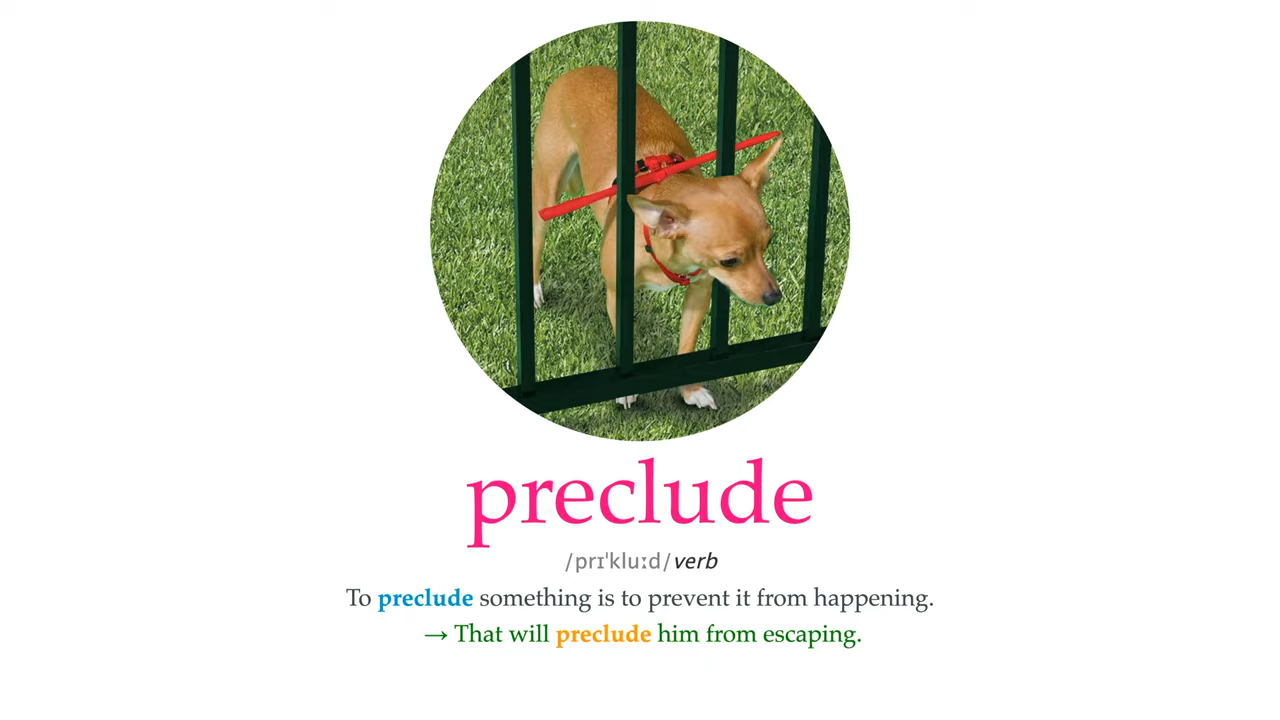 preclude
/prɪˈkluːd/verb
To preclude something is to prevent it from happening.
→ That will preclude him from escaping.